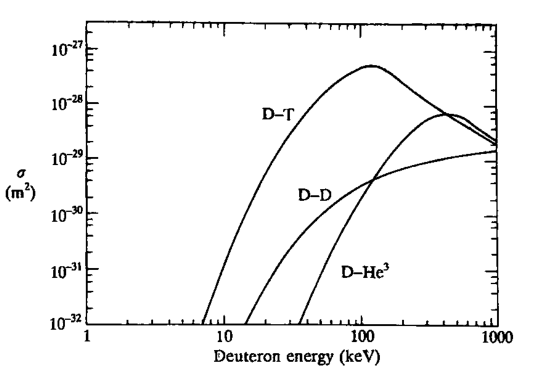 10⁻²⁷
10⁻²⁸
10⁻²⁹
10⁻³⁰
10⁻³¹
10⁻³²
σ
(m²)
D–T
D–D
D–He³
1 10 100 1000
Deuteron energy (keV)